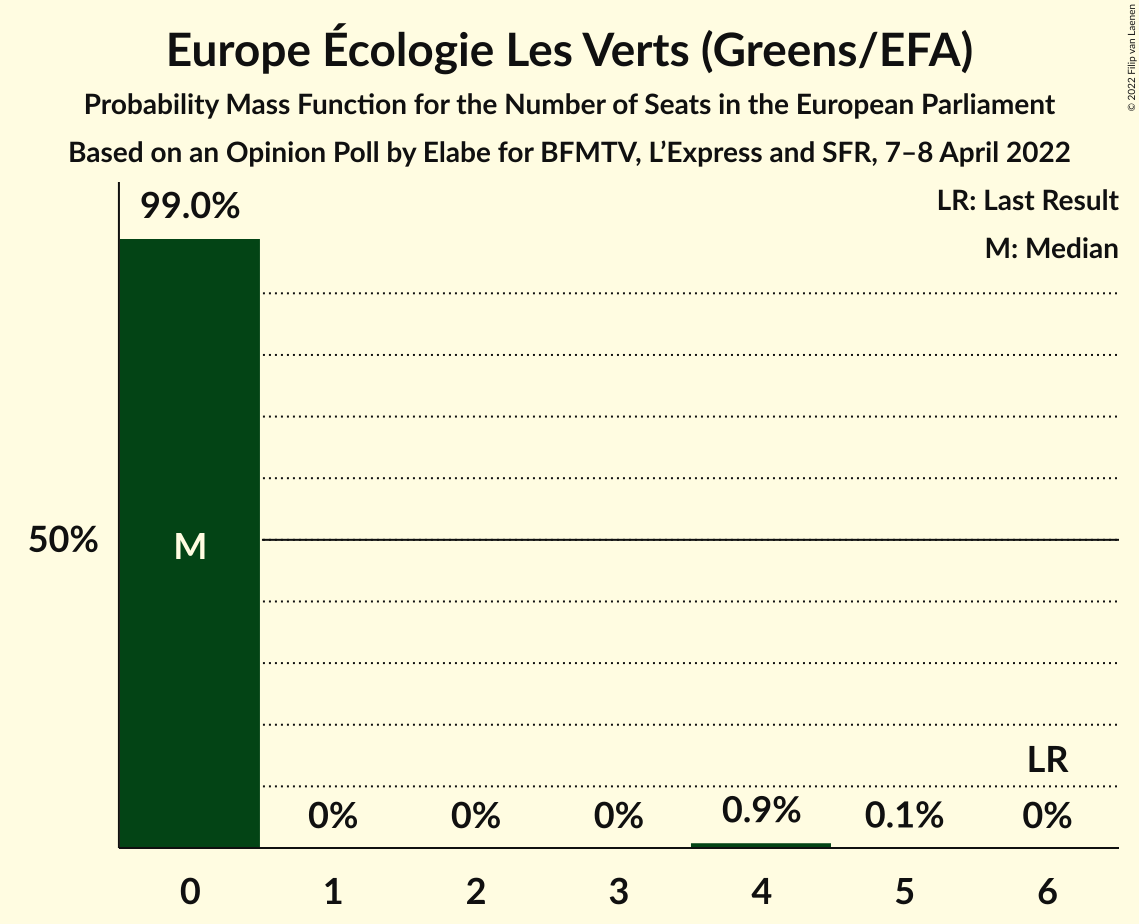 Europe Écologie Les Verts (Greens/EFA)
Probability Mass Function for the Number of Seats in the European Parliament
Based on an Opinion Poll by Elabe for BFMTV, L’Express and SFR, 7–8 April 2022
© 2022 Filip van Laenen
LR: Last Result
M: Median
99.0%
50%
M
LR
0% 0% 0% 0.9% 0.1% 0%
0 1 2 3 4 5 6